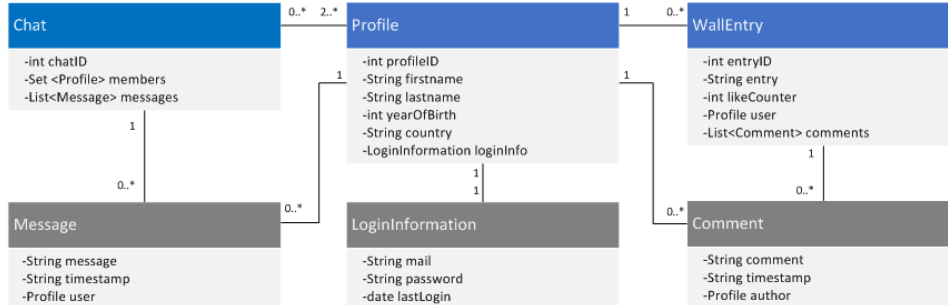 Chat
0..* 2..*
Profile
1 0..*
WallEntry
-int chatID
-Set <Profile> members
-List<Message> messages
-int profileID
-String firstname
-String lastname
-int yearOfBirth
-String country
-LoginInformation loginInfo
-int entryID
-String entry
-int likeCounter
-Profile user
-List<Comment> comments
1
1
1
1
1
1
0..*
0..*
0..*
0..*
Message
LoginInformation
Comment
-String message
-String timestamp
-Profile user
-String mail
-String password
-date lastLogin
-String comment
-String timestamp
-Profile author